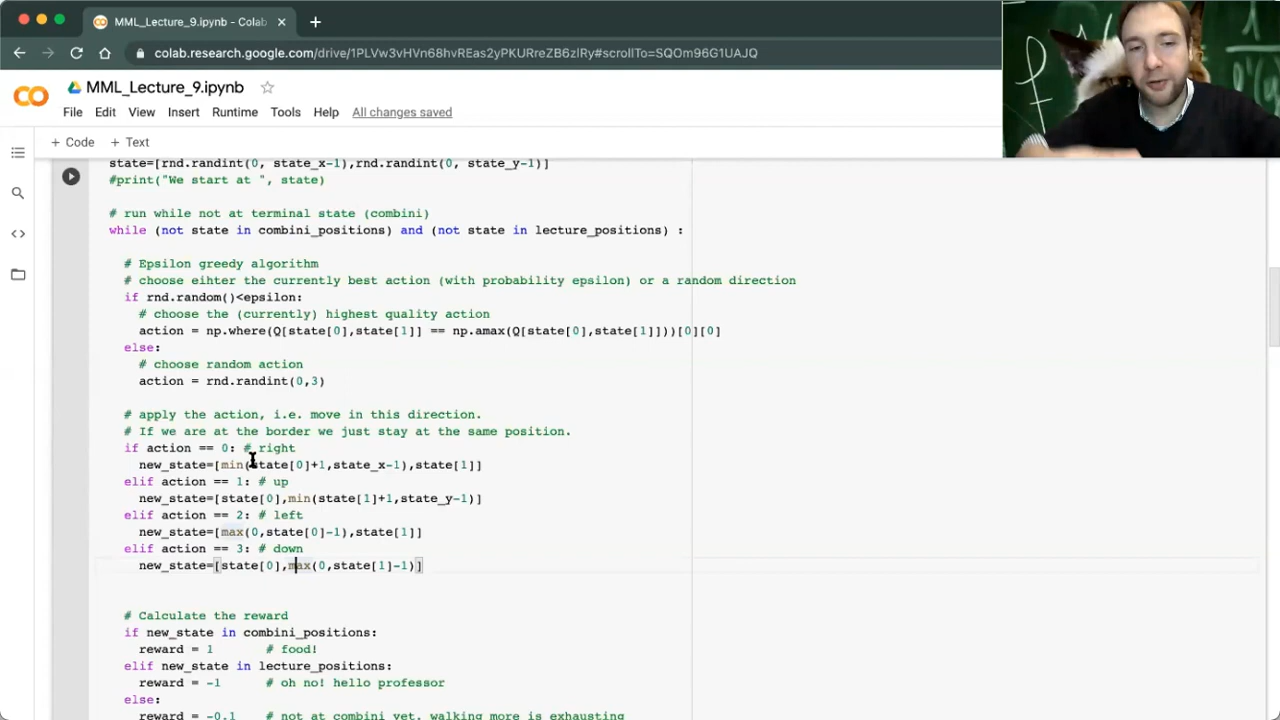 MML_Lecture_9.ipynb - Colab
colab.research.google.com/drive/1PLVw3vHVn68hvREas2yPKURreZB6zIRy#scrollTo=SQOm96G1UAJQ
MML_Lecture_9.ipynb
File Edit View Insert Runtime Tools Help All changes saved
+ Code + Text
state=[rnd.randint(0, state_x-1),rnd.randint(0, state_y-1)]
#print("We start at ", state)
# run while not at terminal state (combini)
while (not state in combini_positions) and (not state in lecture_positions) :
# Epsilon greedy algorithm
# choose eihter the currently best action (with probability epsilon) or a random direction
if rnd.random()<epsilon:
# choose the (currently) highest quality action
action = np.where(Q[state[0],state[1]] == np.amax(Q[state[0],state[1]]))[0][0]
else:
# choose random action
action = rnd.randint(0,3)
# apply the action, i.e. move in this direction.
# If we are at the border we just stay at the same position.
if action == 0: # right
new_state=[min(state[0]+1,state_x-1),state[1]]
elif action == 1: # up
new_state=[state[0],min(state[1]+1,state_y-1)]
elif action == 2: # left
new_state=[max(0,state[0]-1),state[1]]
elif action == 3: # down
new_state=[state[0],max(0,state[1]-1)]
# Calculate the reward
if new_state in combini_positions:
reward = 1 # food!
elif new_state in lecture_positions:
reward = -1 # oh no! hello professor
else:
reward = -0.1 # not at combini yet, walking more is exhausting